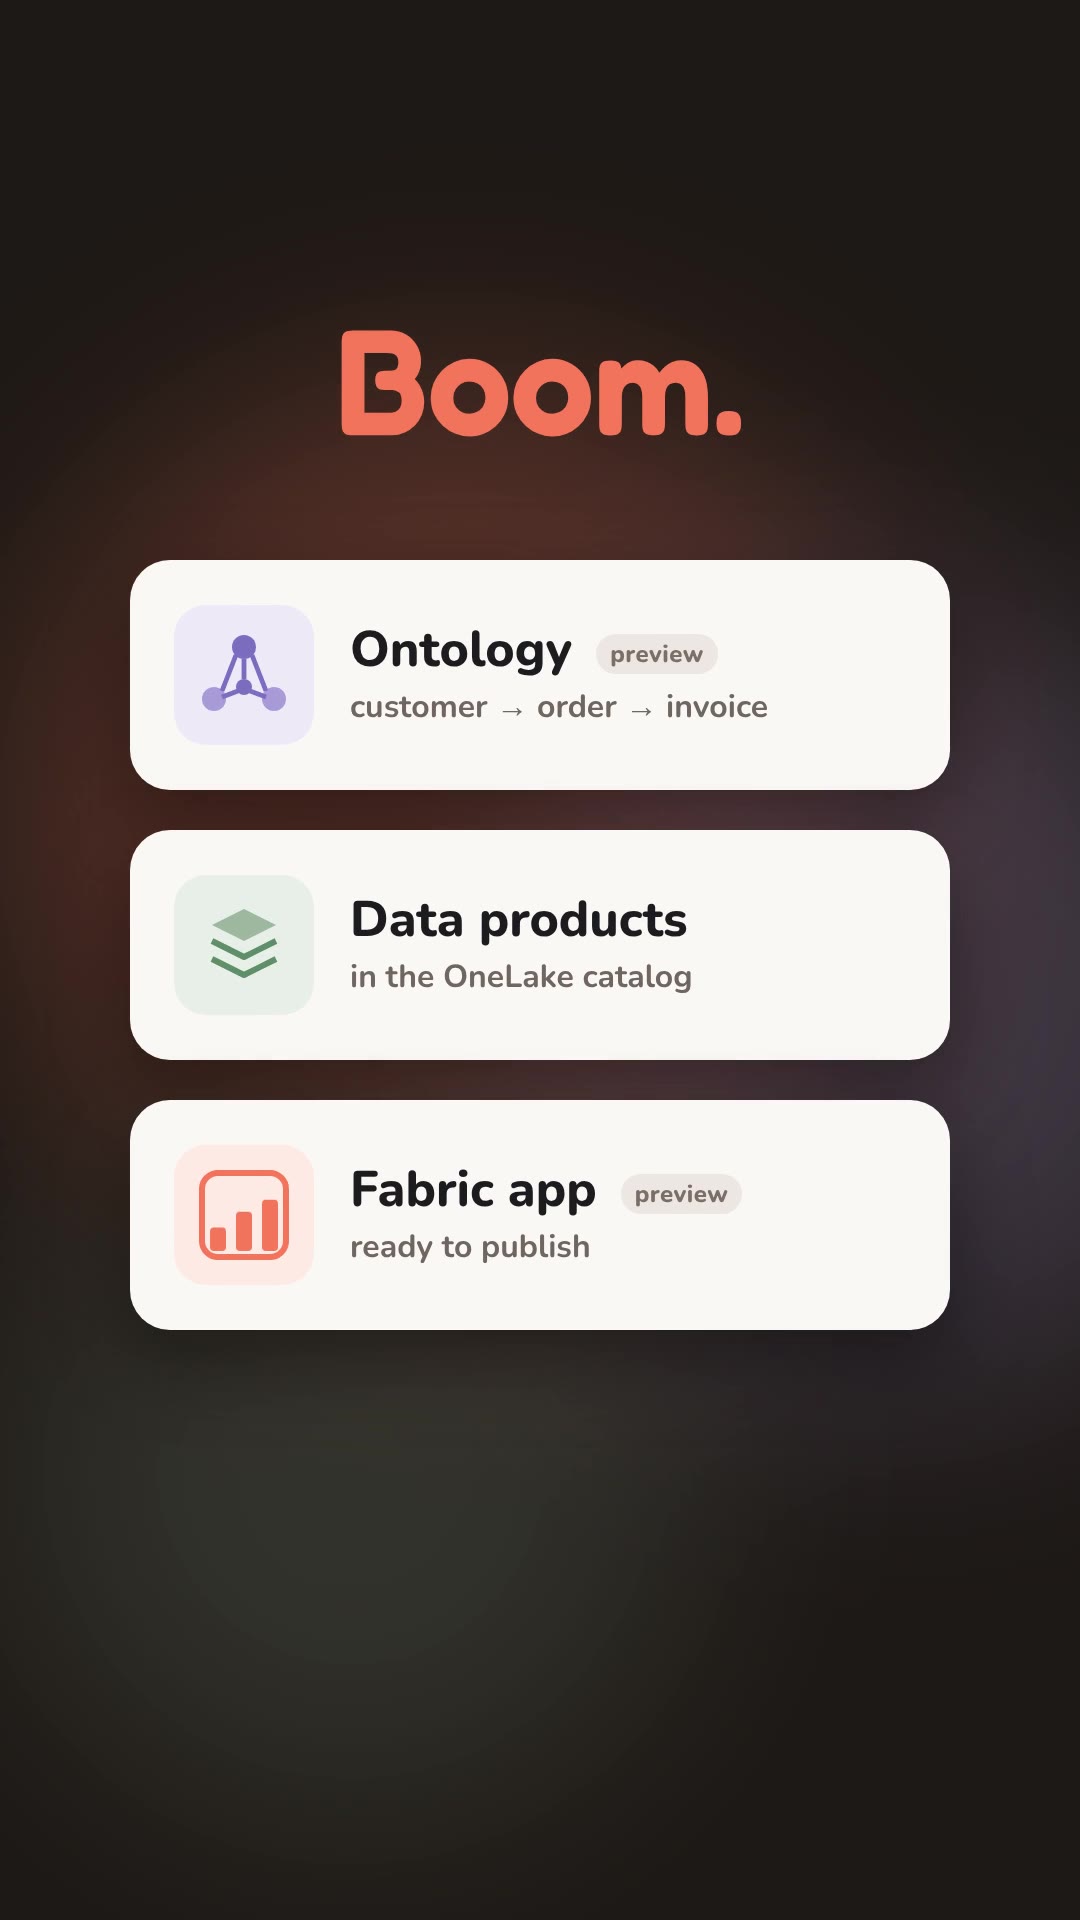 Boom.
Ontology preview
customer → order → invoice
Data products
in the OneLake catalog
Fabric app preview
ready to publish